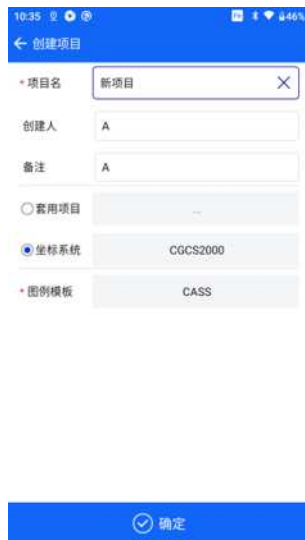 10:35 46%
创建项目
* 项目名 新项目
创建人 A
备注 A
套用项目 ...
坐标系统 CGCS2000
* 图例模板 CASS
确定